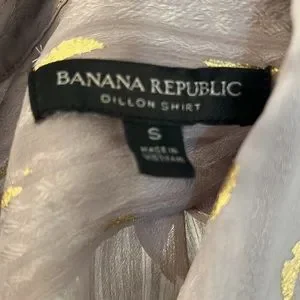 BANANA REPUBLIC
DILLON SHIRT
S
MADE IN
VIETNAM